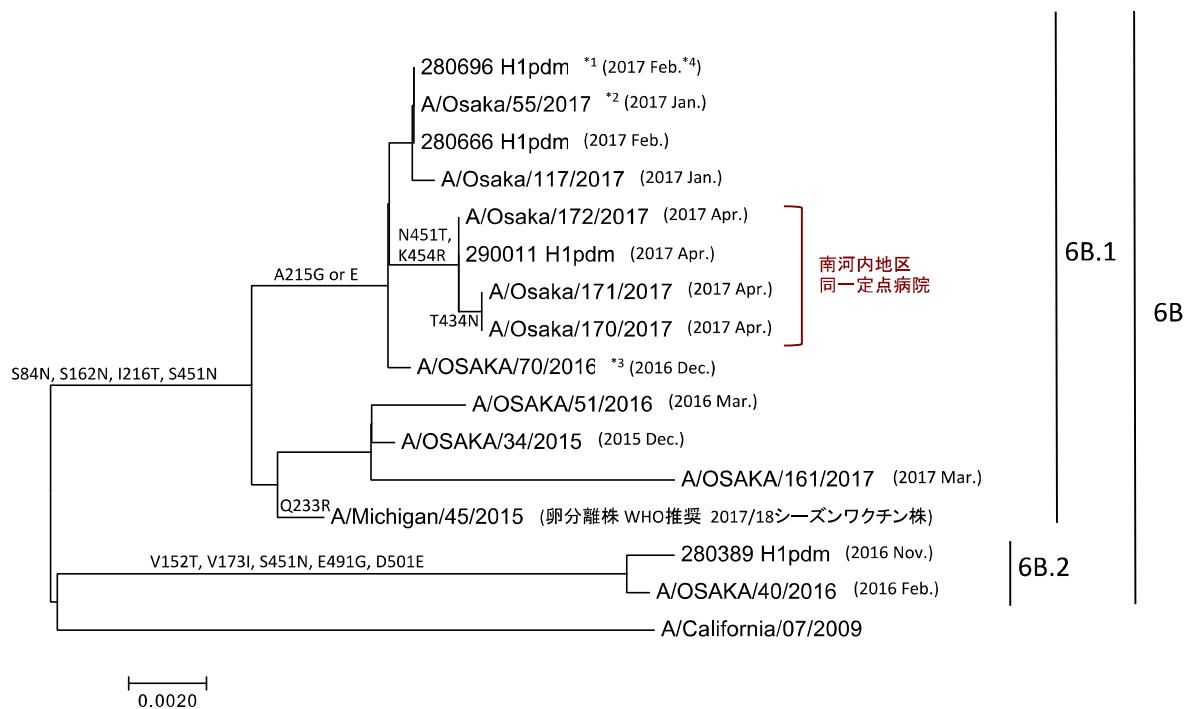 280696 H1pdm *1 (2017 Feb.*4)
A/Osaka/55/2017 *2 (2017 Jan.)
280666 H1pdm (2017 Feb.)
A/Osaka/117/2017 (2017 Jan.)
A/Osaka/172/2017 (2017 Apr.)
N451T,
K454R
290011 H1pdm (2017 Apr.)
南河内地区
同一定点病院
6B.1
A215G or E
A/Osaka/171/2017 (2017 Apr.)
6B
T434N
A/Osaka/170/2017 (2017 Apr.)
A/OSAKA/70/2016 *3 (2016 Dec.)
S84N, S162N, I216T, S451N
A/OSAKA/51/2016 (2016 Mar.)
A/OSAKA/34/2015 (2015 Dec.)
A/OSAKA/161/2017 (2017 Mar.)
Q233R
A/Michigan/45/2015 (卵分離株 WHO推奨 2017/18シーズンワクチン株)
280389 H1pdm (2016 Nov.)
V152T, V173I, S451N, E491G, D501E
6B.2
A/OSAKA/40/2016 (2016 Feb.)
A/California/07/2009
0.0020